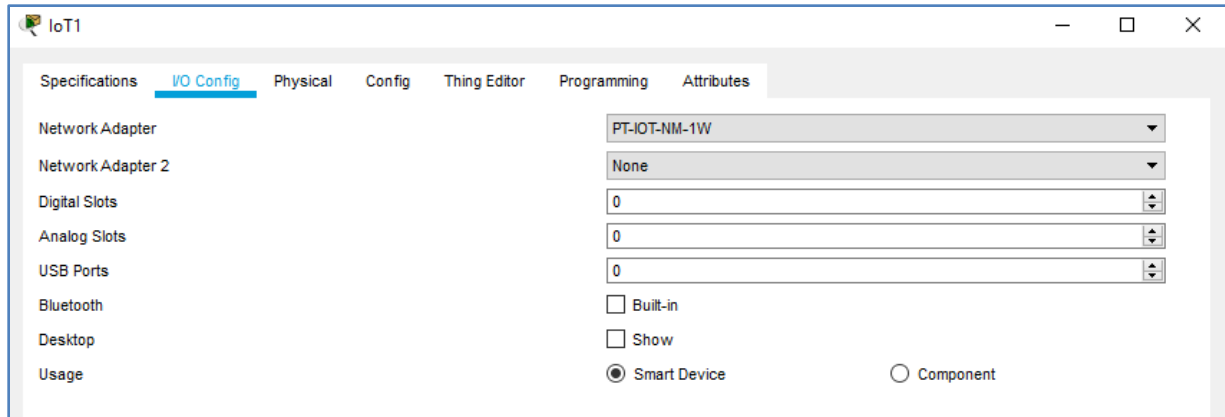 IoT1
Specifications I/O Config Physical Config Thing Editor Programming Attributes
Network Adapter PT-IOT-NM-1W
Network Adapter 2 None
Digital Slots 0
Analog Slots 0
USB Ports 0
Bluetooth Built-in
Desktop Show
Usage Smart Device Component